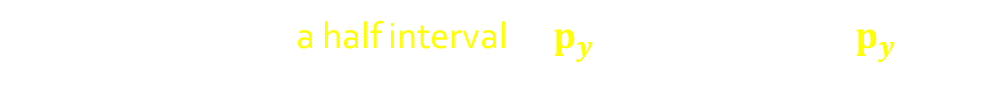 a half interval 𝐩𝒚 𝐩𝒚